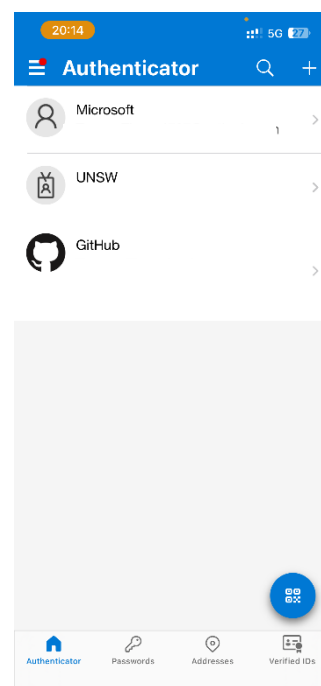 20:14
5G 27
Authenticator
Microsoft
1
UNSW
GitHub
Authenticator Passwords Addresses Verified IDs